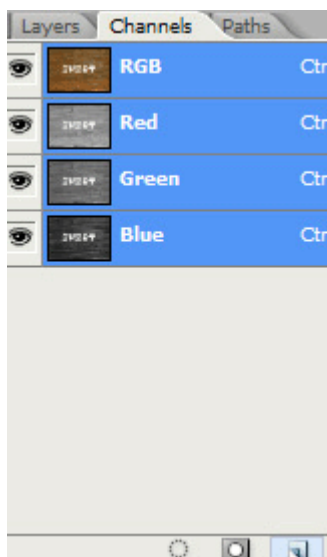 Layers Channels Paths
RGB Ctr
Red Ctr
Green Ctr
Blue Ctr